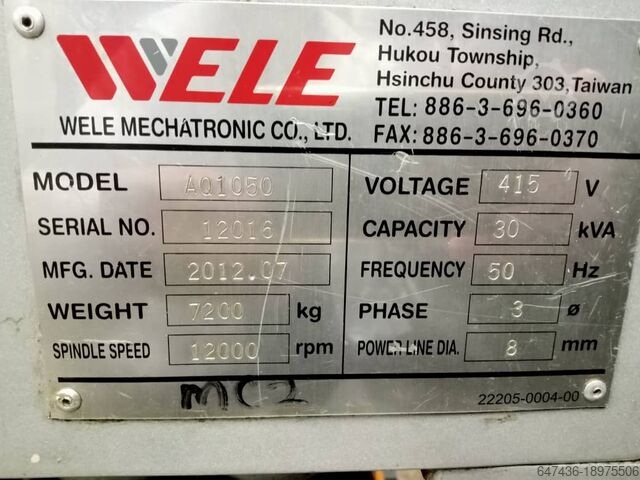 WELE
No.458, Sinsing Rd.,
Hukou Township,
Hsinchu County 303,Taiwan
TEL: 886-3-696-0360
WELE MECHATRONIC CO., LTD.
FAX: 886-3-696-0370
MODEL AQ1050
SERIAL NO. 12016
MFG. DATE 2012.07
WEIGHT 7200 kg
SPINDLE SPEED 12000 rpm
VOLTAGE 415 V
CAPACITY 30 kVA
FREQUENCY 50 Hz
PHASE 3 ø
POWER LINE DIA. 8 mm
MC2
22205-0004-00
647436-18975506